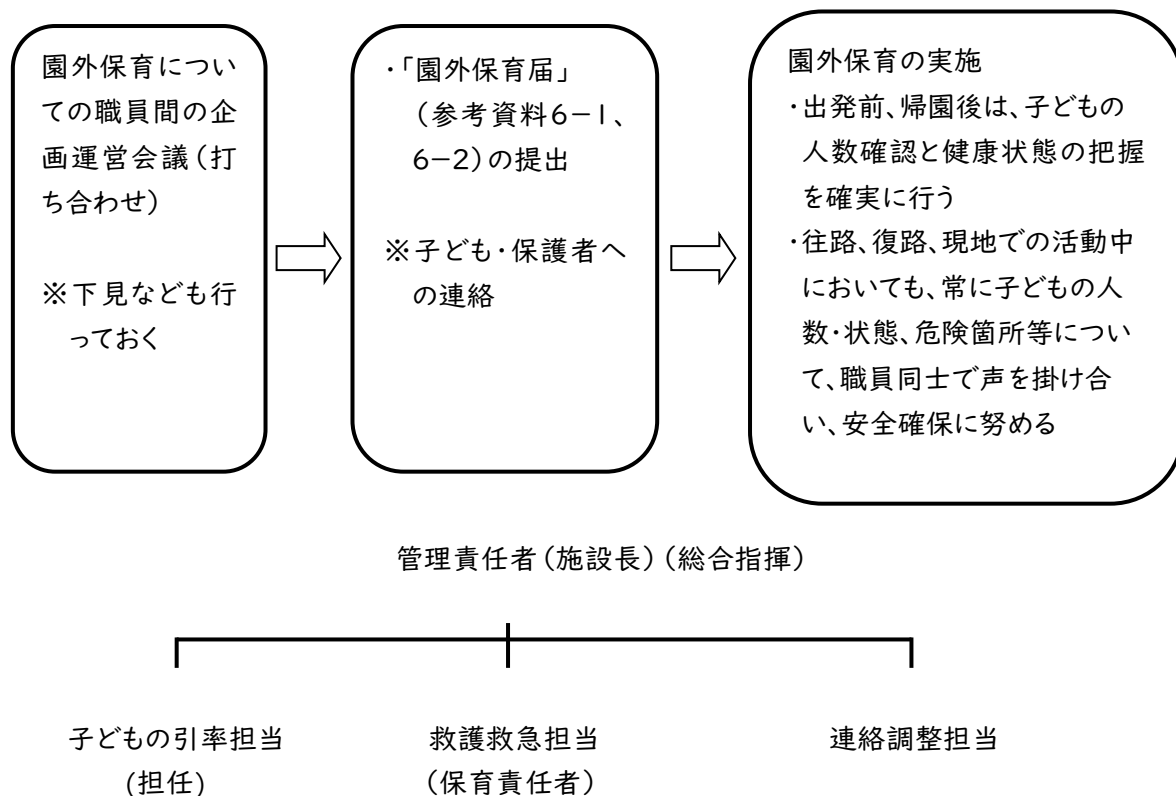 園外保育につい
ての職員間の企
画運営会議(打
ち合わせ)
※下見なども行
っておく
・「園外保育届」
(参考資料6-1、
6-2)の提出
※子ども・保護者へ
の連絡
園外保育の実施
・出発前、帰園後は、子どもの
人数確認と健康状態の把握
を確実に行う
・往路、復路、現地での活動中
においても、常に子どもの人
数・状態、危険箇所等につい
て、職員同士で声を掛け合
い、安全確保に努める
管理責任者(施設長)(総合指揮)
子どもの引率担当
(担任)
救護救急担当
(保育責任者)
連絡調整担当